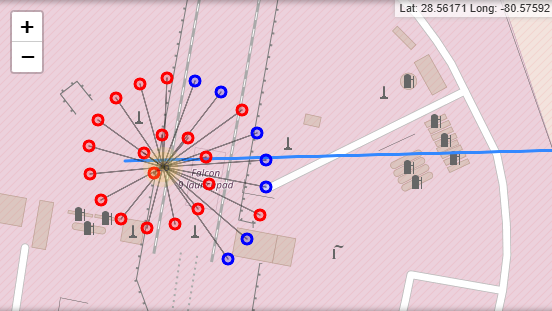 Lat: 28.56171 Long: -80.57592
+
−
Falcon
9 launch pad